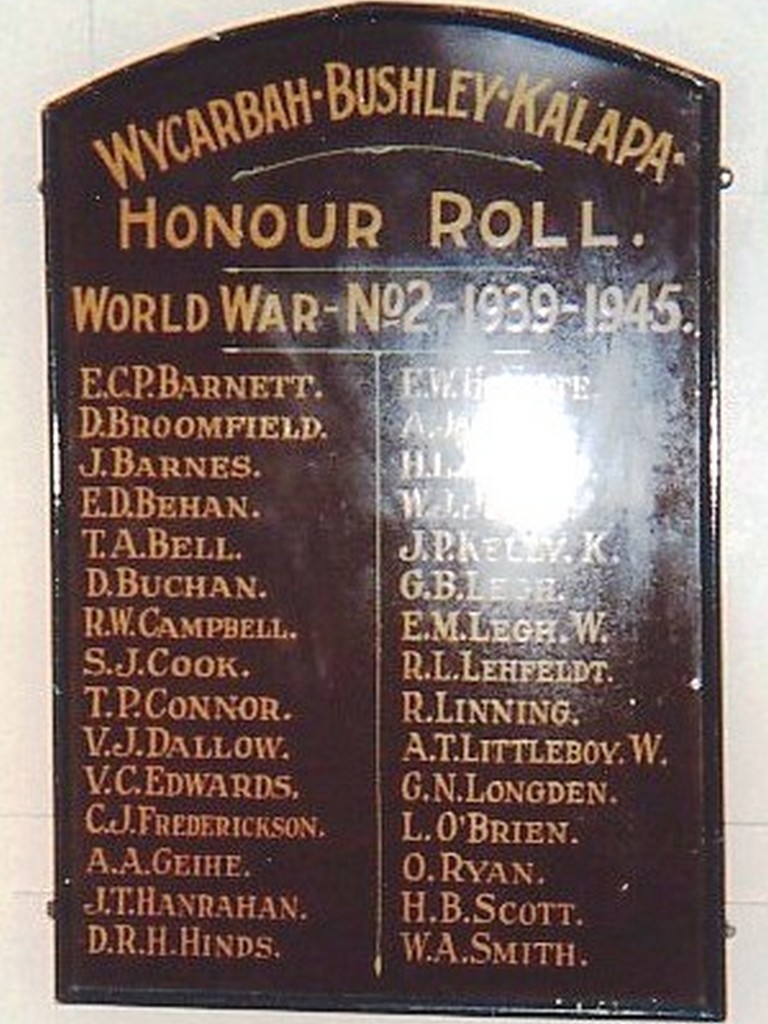 WYCARBAH·BUSHLEY·KALAPA·
HONOUR ROLL.
WORLD WAR-No2-1939-1945.
E.C.P.BARNETT.
D.BROOMFIELD.
J.BARNES.
E.D.BEHAN.
T.A.BELL.
D.BUCHAN.
R.W.CAMPBELL.
S.J.COOK.
T.P.CONNOR.
V.J.DALLOW.
V.C.EDWARDS.
C.J.FREDERICKSON.
A.A.GEIHE.
J.T.HANRAHAN.
D.R.H.HINDS.
E.W.
A.
H.
W.J.
J.P.KELLY. K.
G.B.LEGH.
E.M.LEGH. W.
R.L.LEHFELDT.
R.LINNING.
A.T.LITTLEBOY. W.
G.N.LONGDEN.
L.O'BRIEN.
O.RYAN.
H.B.SCOTT.
W.A.SMITH.